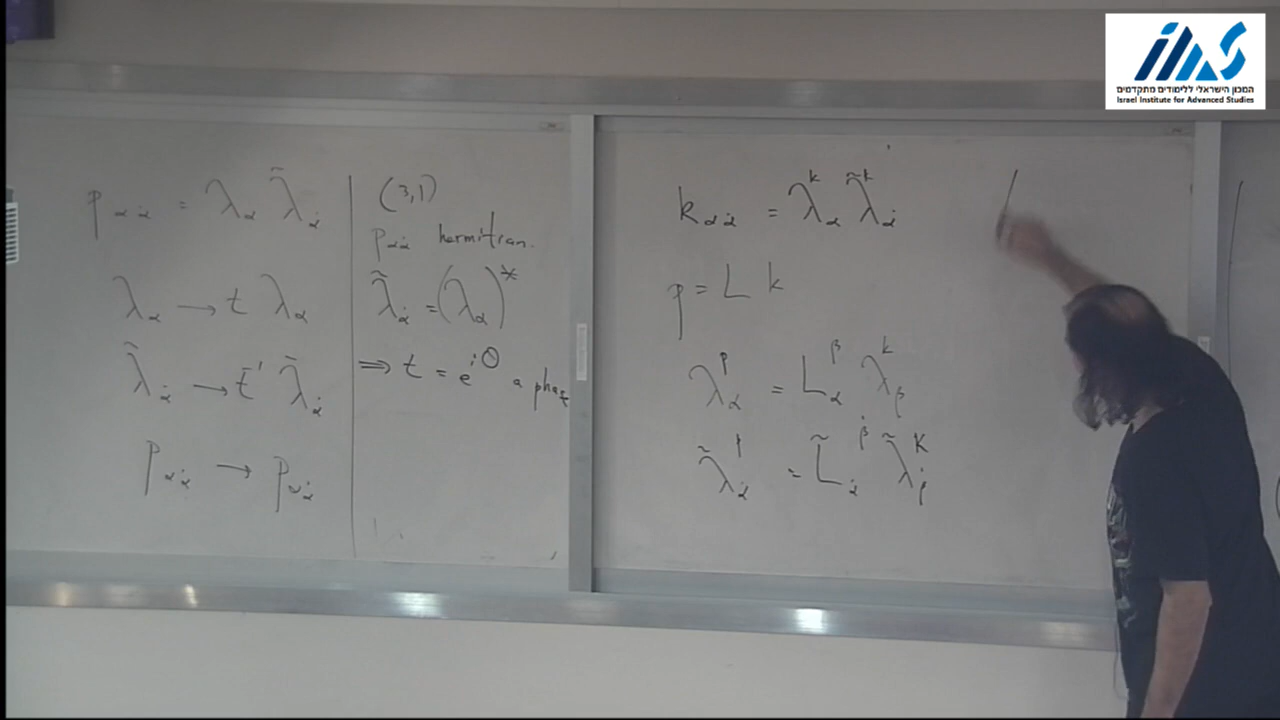 p_{αα̇} = λ_α λ̃_α̇
λ_α → t λ_α
λ̃_α̇ → t⁻¹ λ̃_α̇
p_{αα̇} → p_{αα̇}
(3,1)
p_{αα̇} hermitian.
λ̃_α̇ = (λ_α)*
⟹ t = e^{iθ} a phase
k_{αα̇} = λ^k_α λ̃^k_α̇
p = L k
λ^p_α = L_α^β λ^k_β
λ̃^p_α̇ = L̃_α̇^β̇ λ̃^k_β̇
ias
המכון הישראלי ללימודים מתקדמים
Israel Institute for Advanced Studies